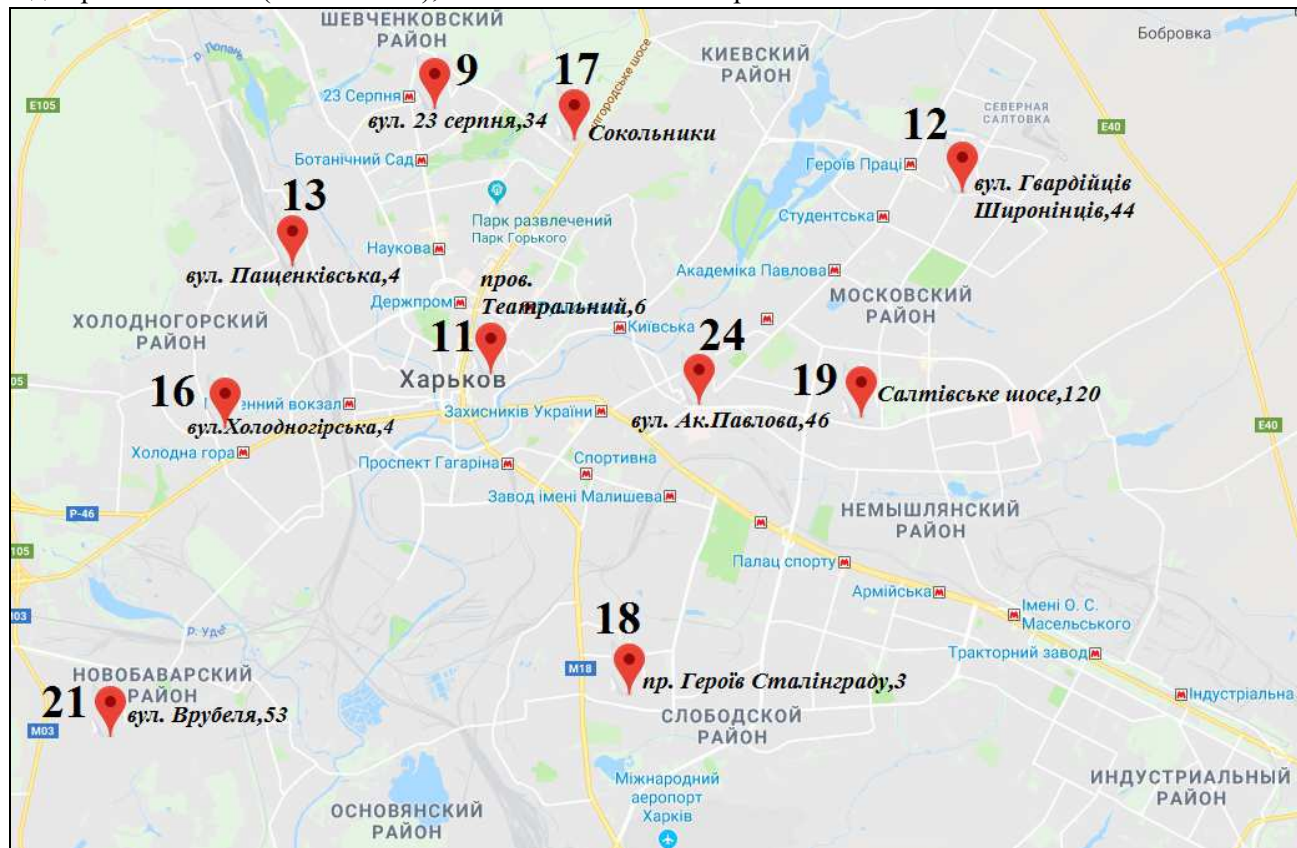 ШЕВЧЕНКОВСКИЙ
РАЙОН
Бобровка
р. Лопань
9
17
КИЕВСКИЙ
РАЙОН
23 Серпня
E105
вул. 23 серпня,34
Сокольники
СЕВЕРНАЯ
САЛТОВКА
12
E40
Ботанічний Сад
Героїв Праці
вул. Гвардійців
Широнінців,44
13
Парк развлечений
Парк Горького
Студентська
Наукова
вул. Пащенківська,4
пров.
Театральний,6
Академіка Павлова
МОСКОВСКИЙ
РАЙОН
Держпром
ХОЛОДНОГОРСКИЙ
РАЙОН
11
Київська
24
Харьков
19
Салтівське шосе,120
16
05
Захисників України
вул. Ак.Павлова,46
вул.Холодногірська,4
E40
Холодна гора
Проспект Гагаріна
Спортивна
Завод імені Малишева
P-46
НЕМЫШЛЯНСКИЙ
РАЙОН
105
Палац спорту
Армійська
M03
Імені О. С.
Масельського
18
Тракторний завод
НОВОБАВАРСКИЙ
РАЙОН
M18
21
вул. Врубеля,53
пр. Героїв Сталінграду,3
Індустріальна
M03
СЛОБОДСКОЙ
РАЙОН
Міжнародний
аеропорт
Харків
ИНДУСТРИАЛЬНЫЙ
РАЙОН
ОСНОВЯНСКИЙ
РАЙОН